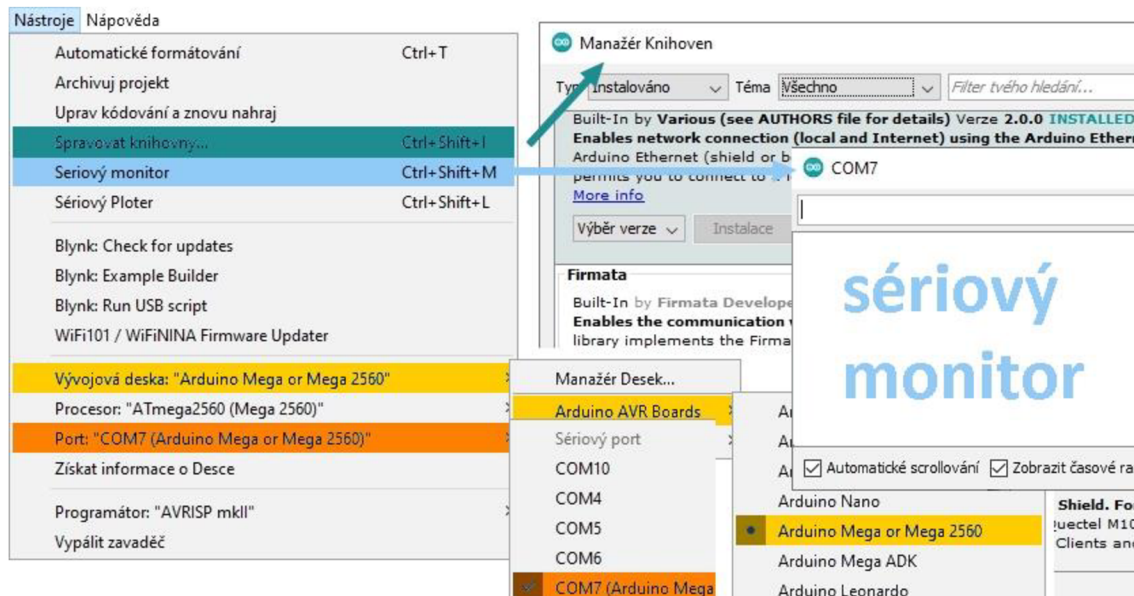 Nástroje Nápověda
Automatické formátování Ctrl+T
Archivuj projekt
Uprav kódování a znovu nahraj
Spravovat knihovny... Ctrl+Shift+I
Seriový monitor Ctrl+Shift+M
Sériový Ploter Ctrl+Shift+L
Blynk: Check for updates
Blynk: Example Builder
Blynk: Run USB script
WiFi101 / WiFiNINA Firmware Updater
Vývojová deska: "Arduino Mega or Mega 2560"
Procesor: "ATmega2560 (Mega 2560)"
Port: "COM7 (Arduino Mega or Mega 2560)"
Získat informace o Desce
Programátor: "AVRISP mkII"
Vypálit zavaděč
Manažér Knihoven
Instalováno Téma Všechno Filter tvého hledání...
Built-In by Various (see AUTHORS file for details) Verze 2.0.0 INSTALLED
Enables network connection (local and Internet) using the Arduino Ether
Arduino Ethernet (shield or b
permits you to connect to
More info
Výběr verze Instalace
Firmata
Built-In by Firmata Develope
Enables the communication
library implements the Firma
COM7
sériový
monitor
Automatické scrollování Zobrazit časové ra
Manažér Desek...
Arduino AVR Boards
Sériový port
COM10
COM4
COM5
COM6
COM7 (Arduino Mega
Arduino Nano
Arduino Mega or Mega 2560
Arduino Mega ADK
Arduino Leonardo
Shield. Fo
uectel M10
Clients an